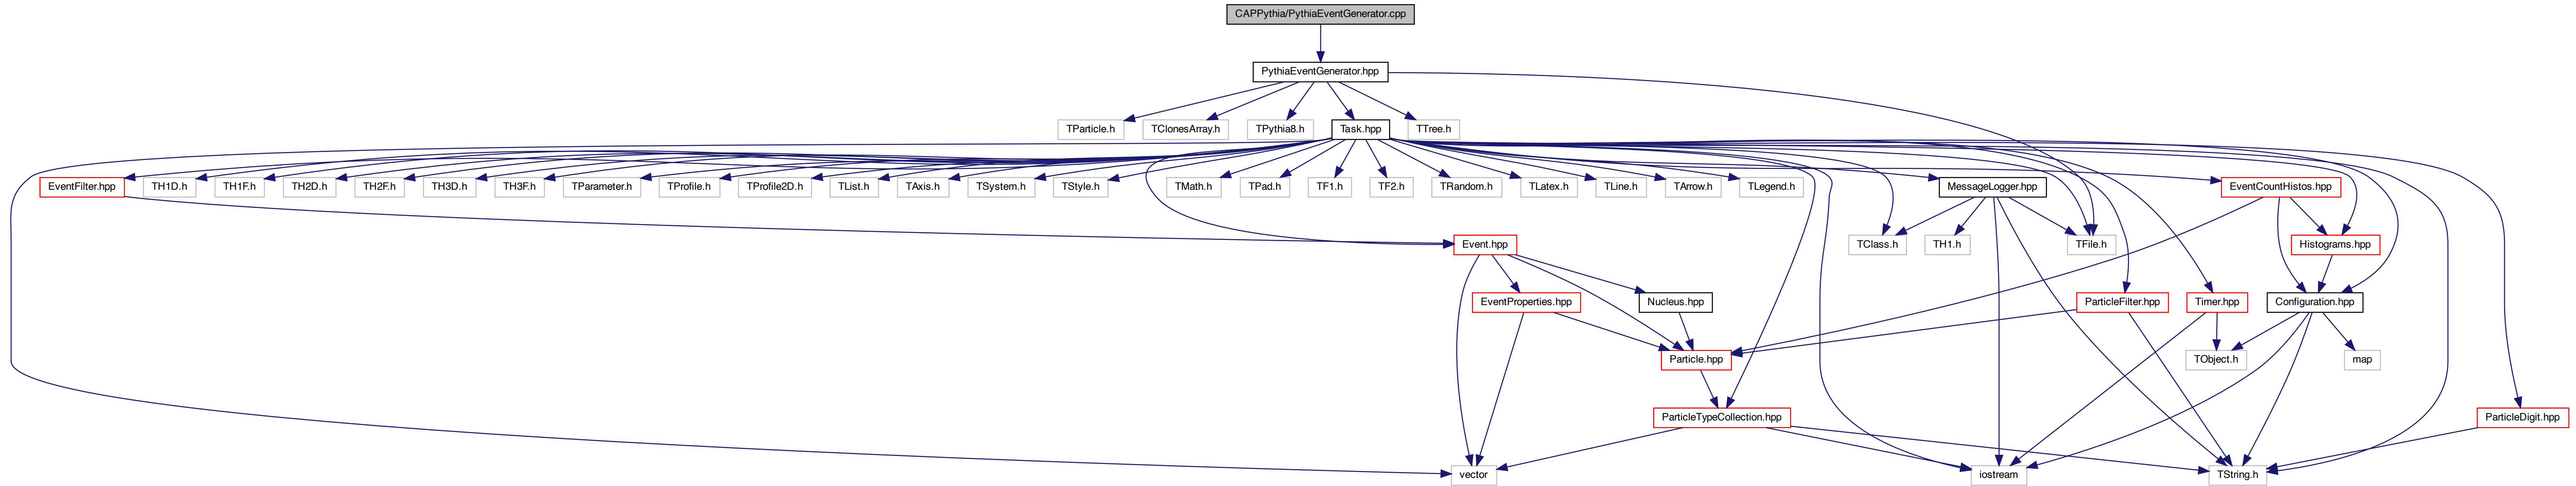 CAPPythia/PythiaEventGenerator.cpp
PythiaEventGenerator.hpp
TParticle.h
TClonesArray.h
TPythia8.h
Task.hpp
TTree.h
EventFilter.hpp
TH1D.h
TH1F.h
TH2D.h
TH2F.h
TH3D.h
TH3F.h
TParameter.h
TProfile.h
TProfile2D.h
TList.h
TAxis.h
TSystem.h
TStyle.h
TMath.h
TPad.h
TF1.h
TF2.h
TRandom.h
TLatex.h
TLine.h
TArrow.h
TLegend.h
MessageLogger.hpp
EventCountHistos.hpp
Event.hpp
TClass.h
TH1.h
TFile.h
Histograms.hpp
EventProperties.hpp
Nucleus.hpp
ParticleFilter.hpp
Timer.hpp
Configuration.hpp
Particle.hpp
TObject.h
map
ParticleTypeCollection.hpp
ParticleDigit.hpp
vector
iostream
TString.h